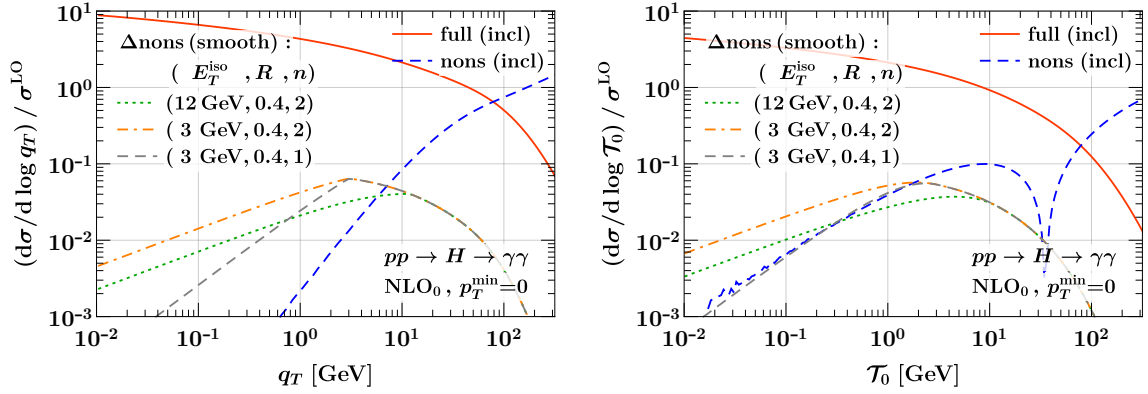 (dσ/d log q_T) / σ^LO
10^1
10^0
10^-1
10^-2
10^-3
Δnons (smooth) :
( E_T^iso , R , n)
(12 GeV, 0.4, 2)
( 3 GeV, 0.4, 2)
( 3 GeV, 0.4, 1)
full (incl)
nons (incl)
pp → H → γγ
NLO_0 , p_T^min=0
10^-2 10^-1 10^0 10^1 10^2
q_T [GeV]
(dσ/d log 𝒯_0) / σ^LO
10^1
10^0
10^-1
10^-2
10^-3
Δnons (smooth) :
( E_T^iso , R , n)
(12 GeV, 0.4, 2)
( 3 GeV, 0.4, 2)
( 3 GeV, 0.4, 1)
full (incl)
nons (incl)
pp → H → γγ
NLO_0 , p_T^min=0
10^-2 10^-1 10^0 10^1 10^2
𝒯_0 [GeV]